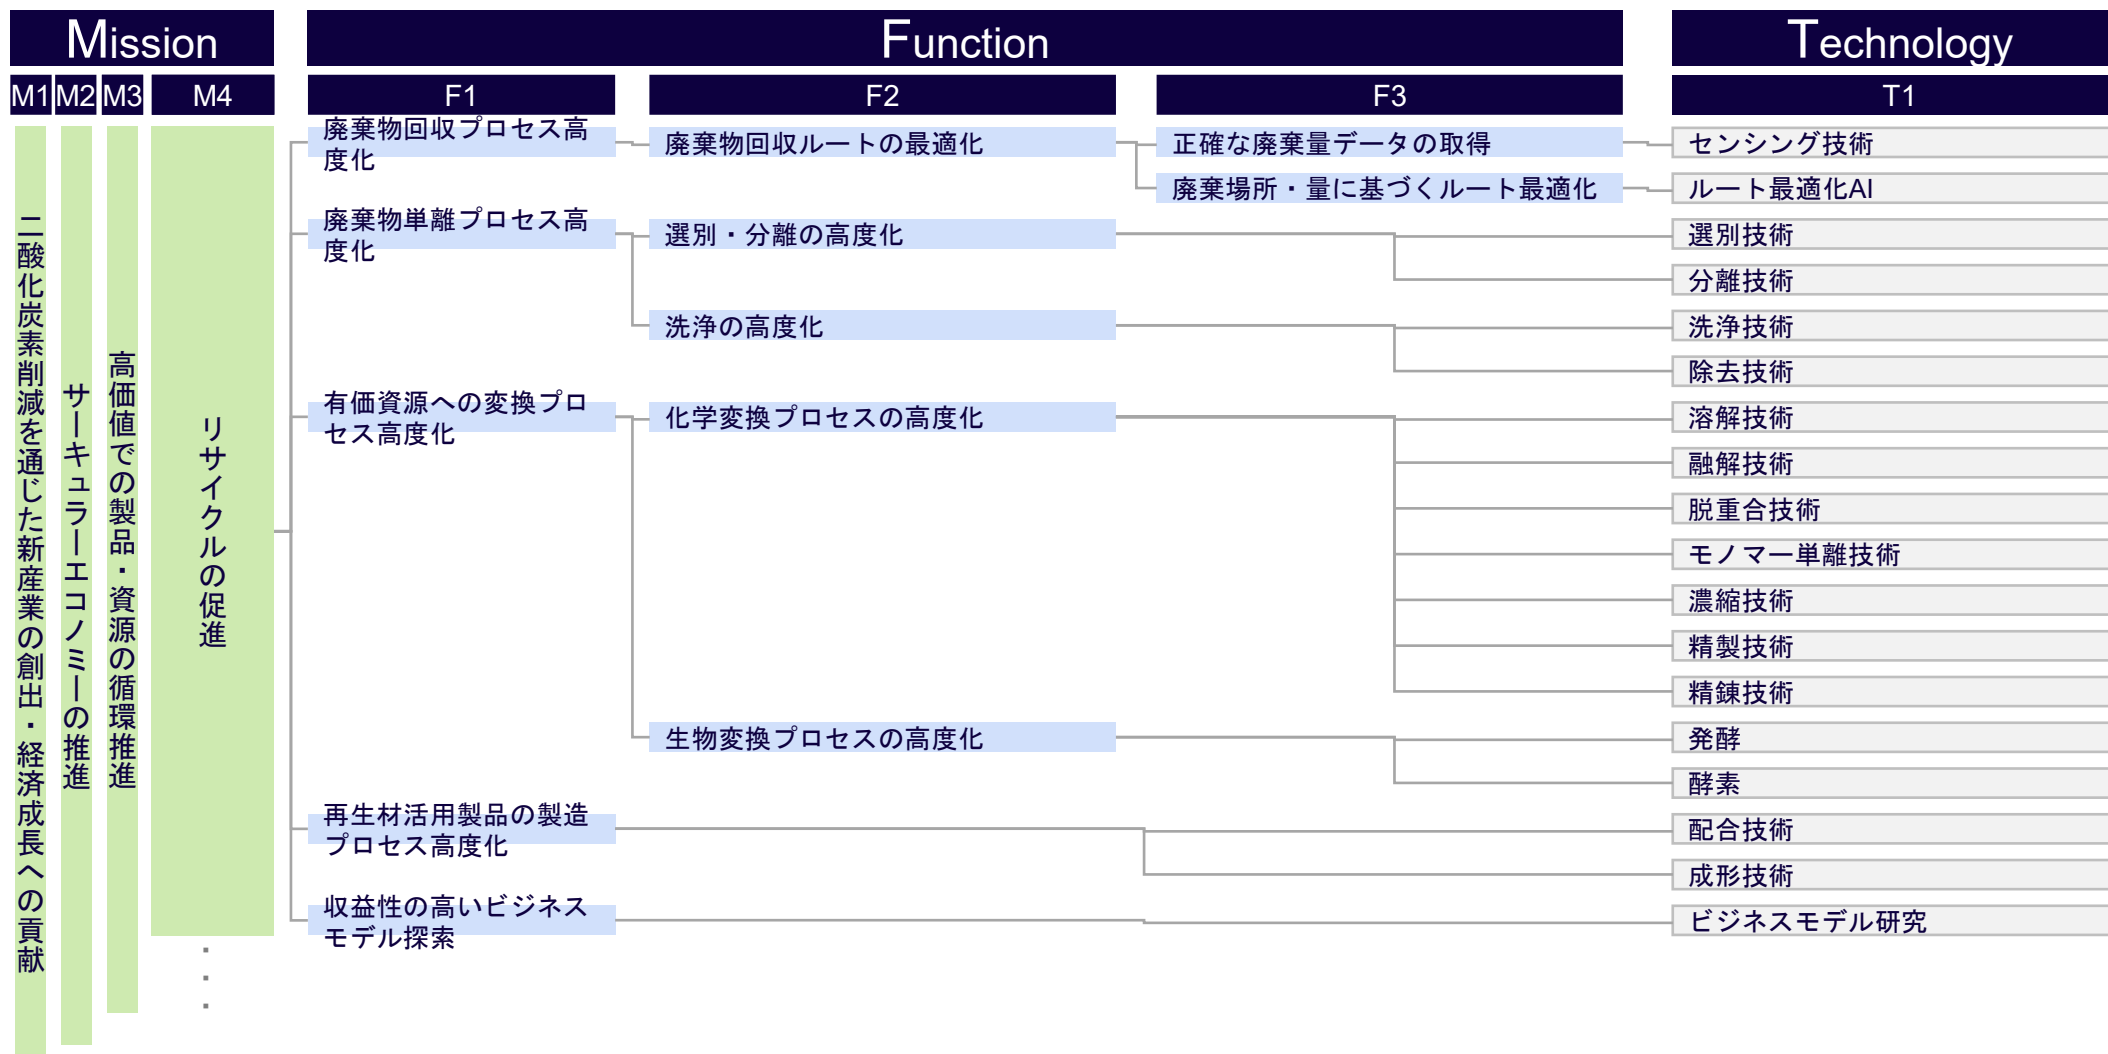 Mission
Function
Technology
M1
M2
M3
M4
F1
F2
F3
T1
二酸化炭素削減を通じた新産業の創出・経済成長への貢献
サーキュラーエコノミーの推進
高価値での製品・資源の循環推進
リサイクルの促進
・
・
・
廃棄物回収プロセス高
度化
廃棄物回収ルートの最適化
正確な廃棄量データの取得
センシング技術
廃棄場所・量に基づくルート最適化
ルート最適化AI
廃棄物単離プロセス高
度化
選別・分離の高度化
選別技術
分離技術
洗浄の高度化
洗浄技術
除去技術
有価資源への変換プロ
セス高度化
化学変換プロセスの高度化
溶解技術
融解技術
脱重合技術
モノマー単離技術
濃縮技術
精製技術
精錬技術
生物変換プロセスの高度化
発酵
酵素
再生材活用製品の製造
プロセス高度化
配合技術
成形技術
収益性の高いビジネス
モデル探索
ビジネスモデル研究